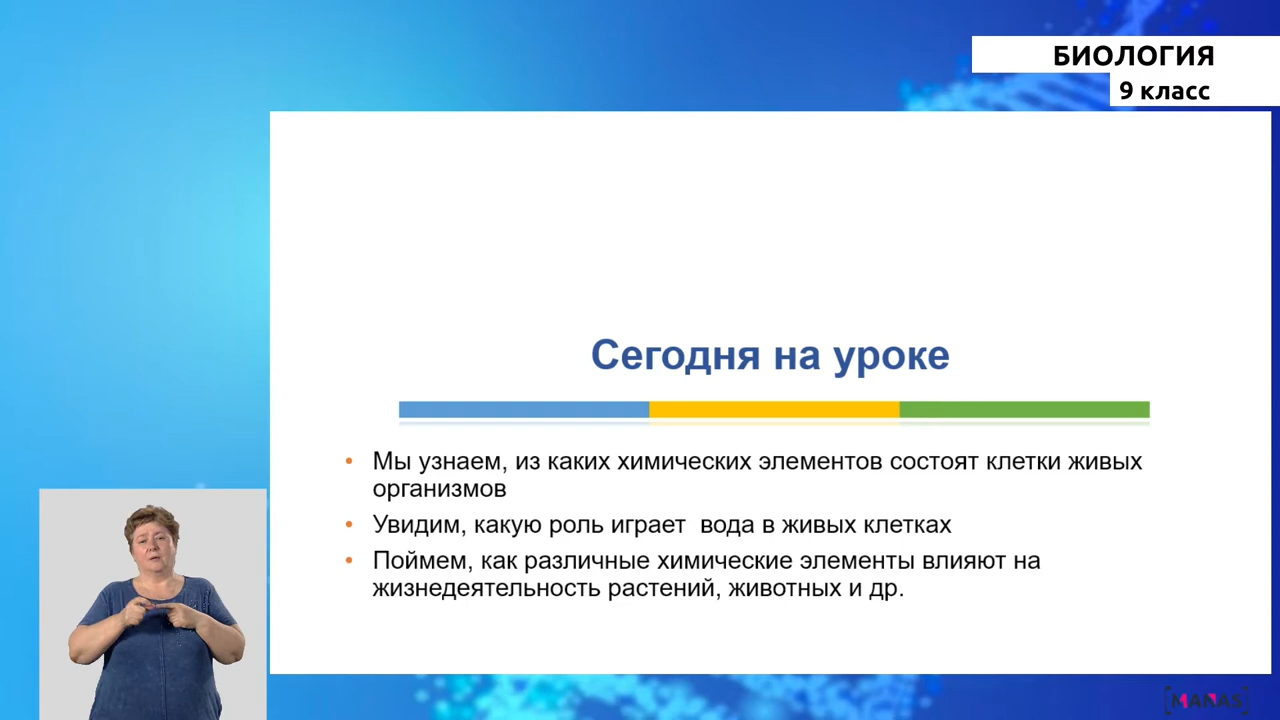 БИОЛОГИЯ
9 класс
Сегодня на уроке
• Мы узнаем, из каких химических элементов состоят клетки живых
организмов
• Увидим, какую роль играет вода в живых клетках
• Поймем, как различные химические элементы влияют на
жизнедеятельность растений, животных и др.
MANAS